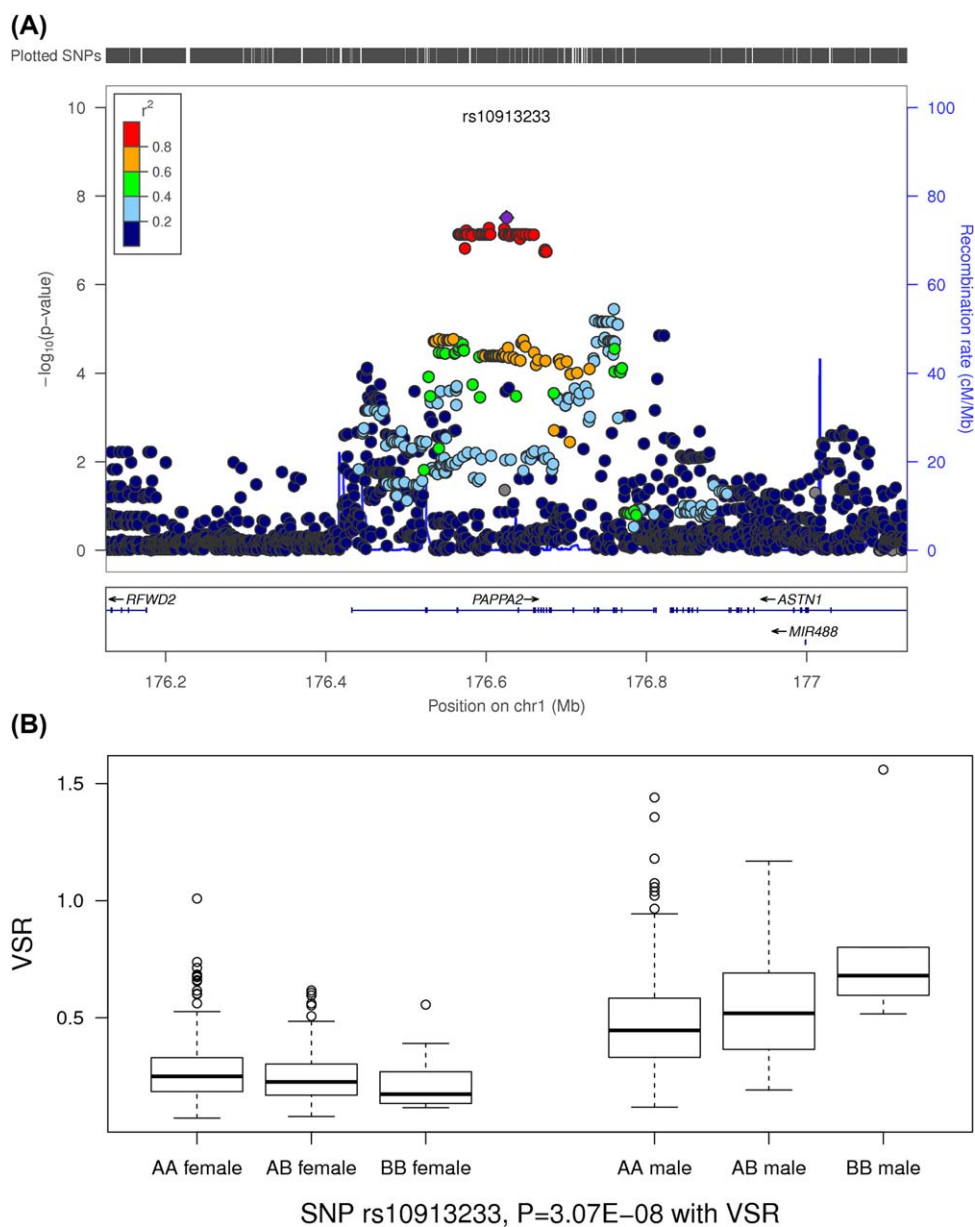 (A)
Plotted SNPs
rs10913233
r2
0.8
0.6
0.4
0.2
10
8
6
4
2
0
−log10(p-value)
100
80
60
40
20
0
Recombination rate (cM/Mb)
RFWD2
PAPPA2
ASTN1
MIR488
176.2
176.4
176.6
176.8
177
Position on chr1 (Mb)
(B)
1.5
1.0
0.5
VSR
AA female
AB female
BB female
AA male
AB male
BB male
SNP rs10913233, P=3.07E−08 with VSR